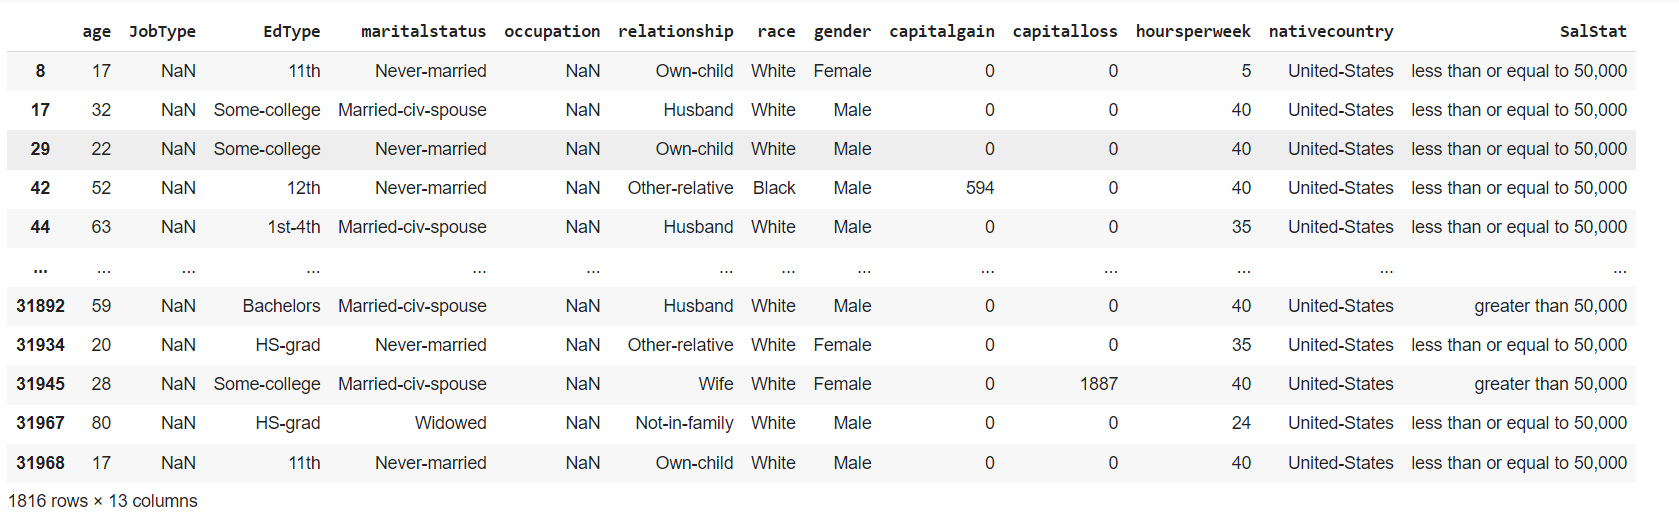 age JobType EdType maritalstatus occupation relationship race gender capitalgain capitalloss hoursperweek nativecountry SalStat
8 17 NaN 11th Never-married NaN Own-child White Female 0 0 5 United-States less than or equal to 50,000
17 32 NaN Some-college Married-civ-spouse NaN Husband White Male 0 0 40 United-States less than or equal to 50,000
29 22 NaN Some-college Never-married NaN Own-child White Male 0 0 40 United-States less than or equal to 50,000
42 52 NaN 12th Never-married NaN Other-relative Black Male 594 0 40 United-States less than or equal to 50,000
44 63 NaN 1st-4th Married-civ-spouse NaN Husband White Male 0 0 35 United-States less than or equal to 50,000
... ... ... ... ... ... ... ... ... ... ... ... ... ...
31892 59 NaN Bachelors Married-civ-spouse NaN Husband White Male 0 0 40 United-States greater than 50,000
31934 20 NaN HS-grad Never-married NaN Other-relative White Female 0 0 35 United-States less than or equal to 50,000
31945 28 NaN Some-college Married-civ-spouse NaN Wife White Female 0 1887 40 United-States greater than 50,000
31967 80 NaN HS-grad Widowed NaN Not-in-family White Male 0 0 24 United-States less than or equal to 50,000
31968 17 NaN 11th Never-married NaN Own-child White Male 0 0 40 United-States less than or equal to 50,000
1816 rows × 13 columns